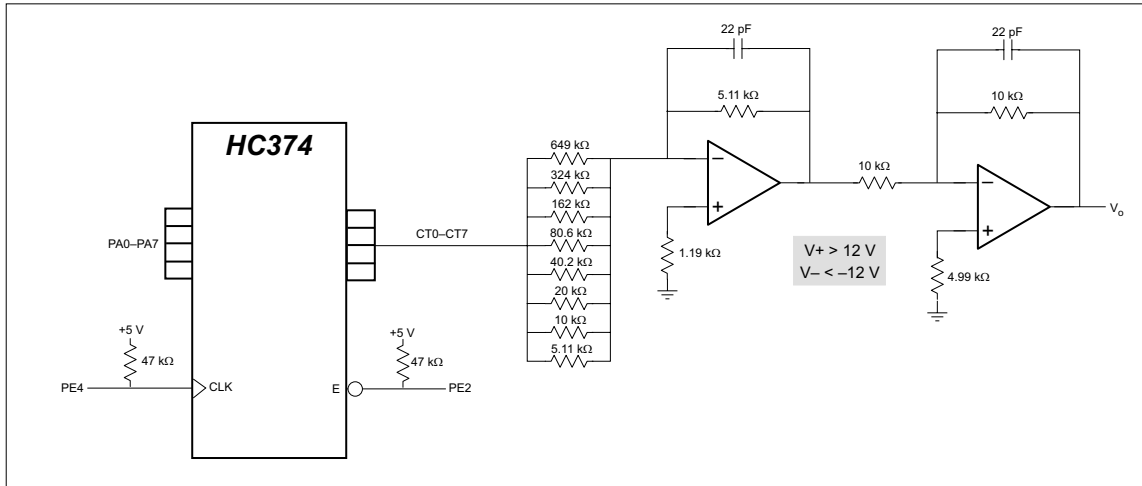 HC374
PA0–PA7
CT0–CT7
+5 V
47 kΩ
PE4
CLK
E
+5 V
47 kΩ
PE2
649 kΩ
324 kΩ
162 kΩ
80.6 kΩ
40.2 kΩ
20 kΩ
10 kΩ
5.11 kΩ
22 pF
5.11 kΩ
–
+
1.19 kΩ
10 kΩ
V+ > 12 V
V– < –12 V
22 pF
10 kΩ
–
+
4.99 kΩ
Vo